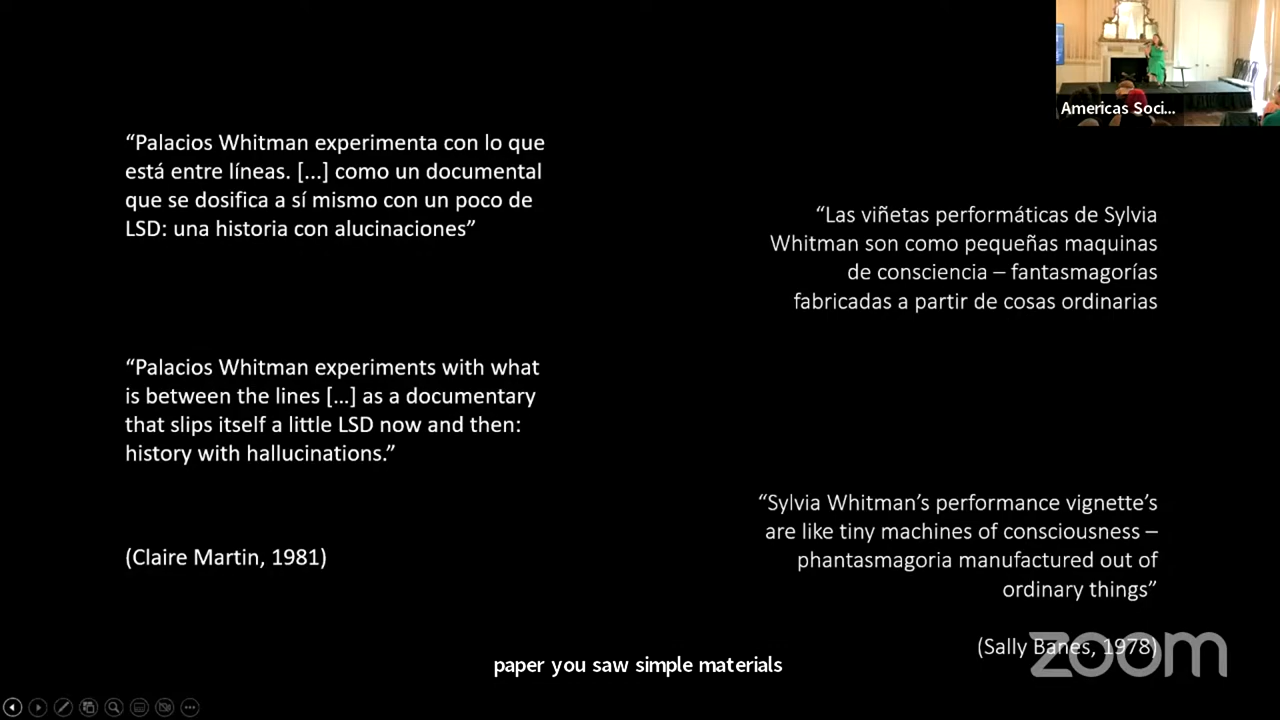 “Palacios Whitman experimenta con lo que
está entre líneas. [...] como un documental
que se dosifica a sí mismo con un poco de
LSD: una historia con alucinaciones”
“Palacios Whitman experiments with what
is between the lines […] as a documentary
that slips itself a little LSD now and then:
history with hallucinations.”
(Claire Martin, 1981)
Americas Soci...
“Las viñetas performáticas de Sylvia
Whitman son como pequeñas maquinas
de consciencia – fantasmagorías
fabricadas a partir de cosas ordinarias
“Sylvia Whitman’s performance vignette’s
are like tiny machines of consciousness –
phantasmagoria manufactured out of
ordinary things”
(Sally Banes, 1978)
zoom
paper you saw simple materials